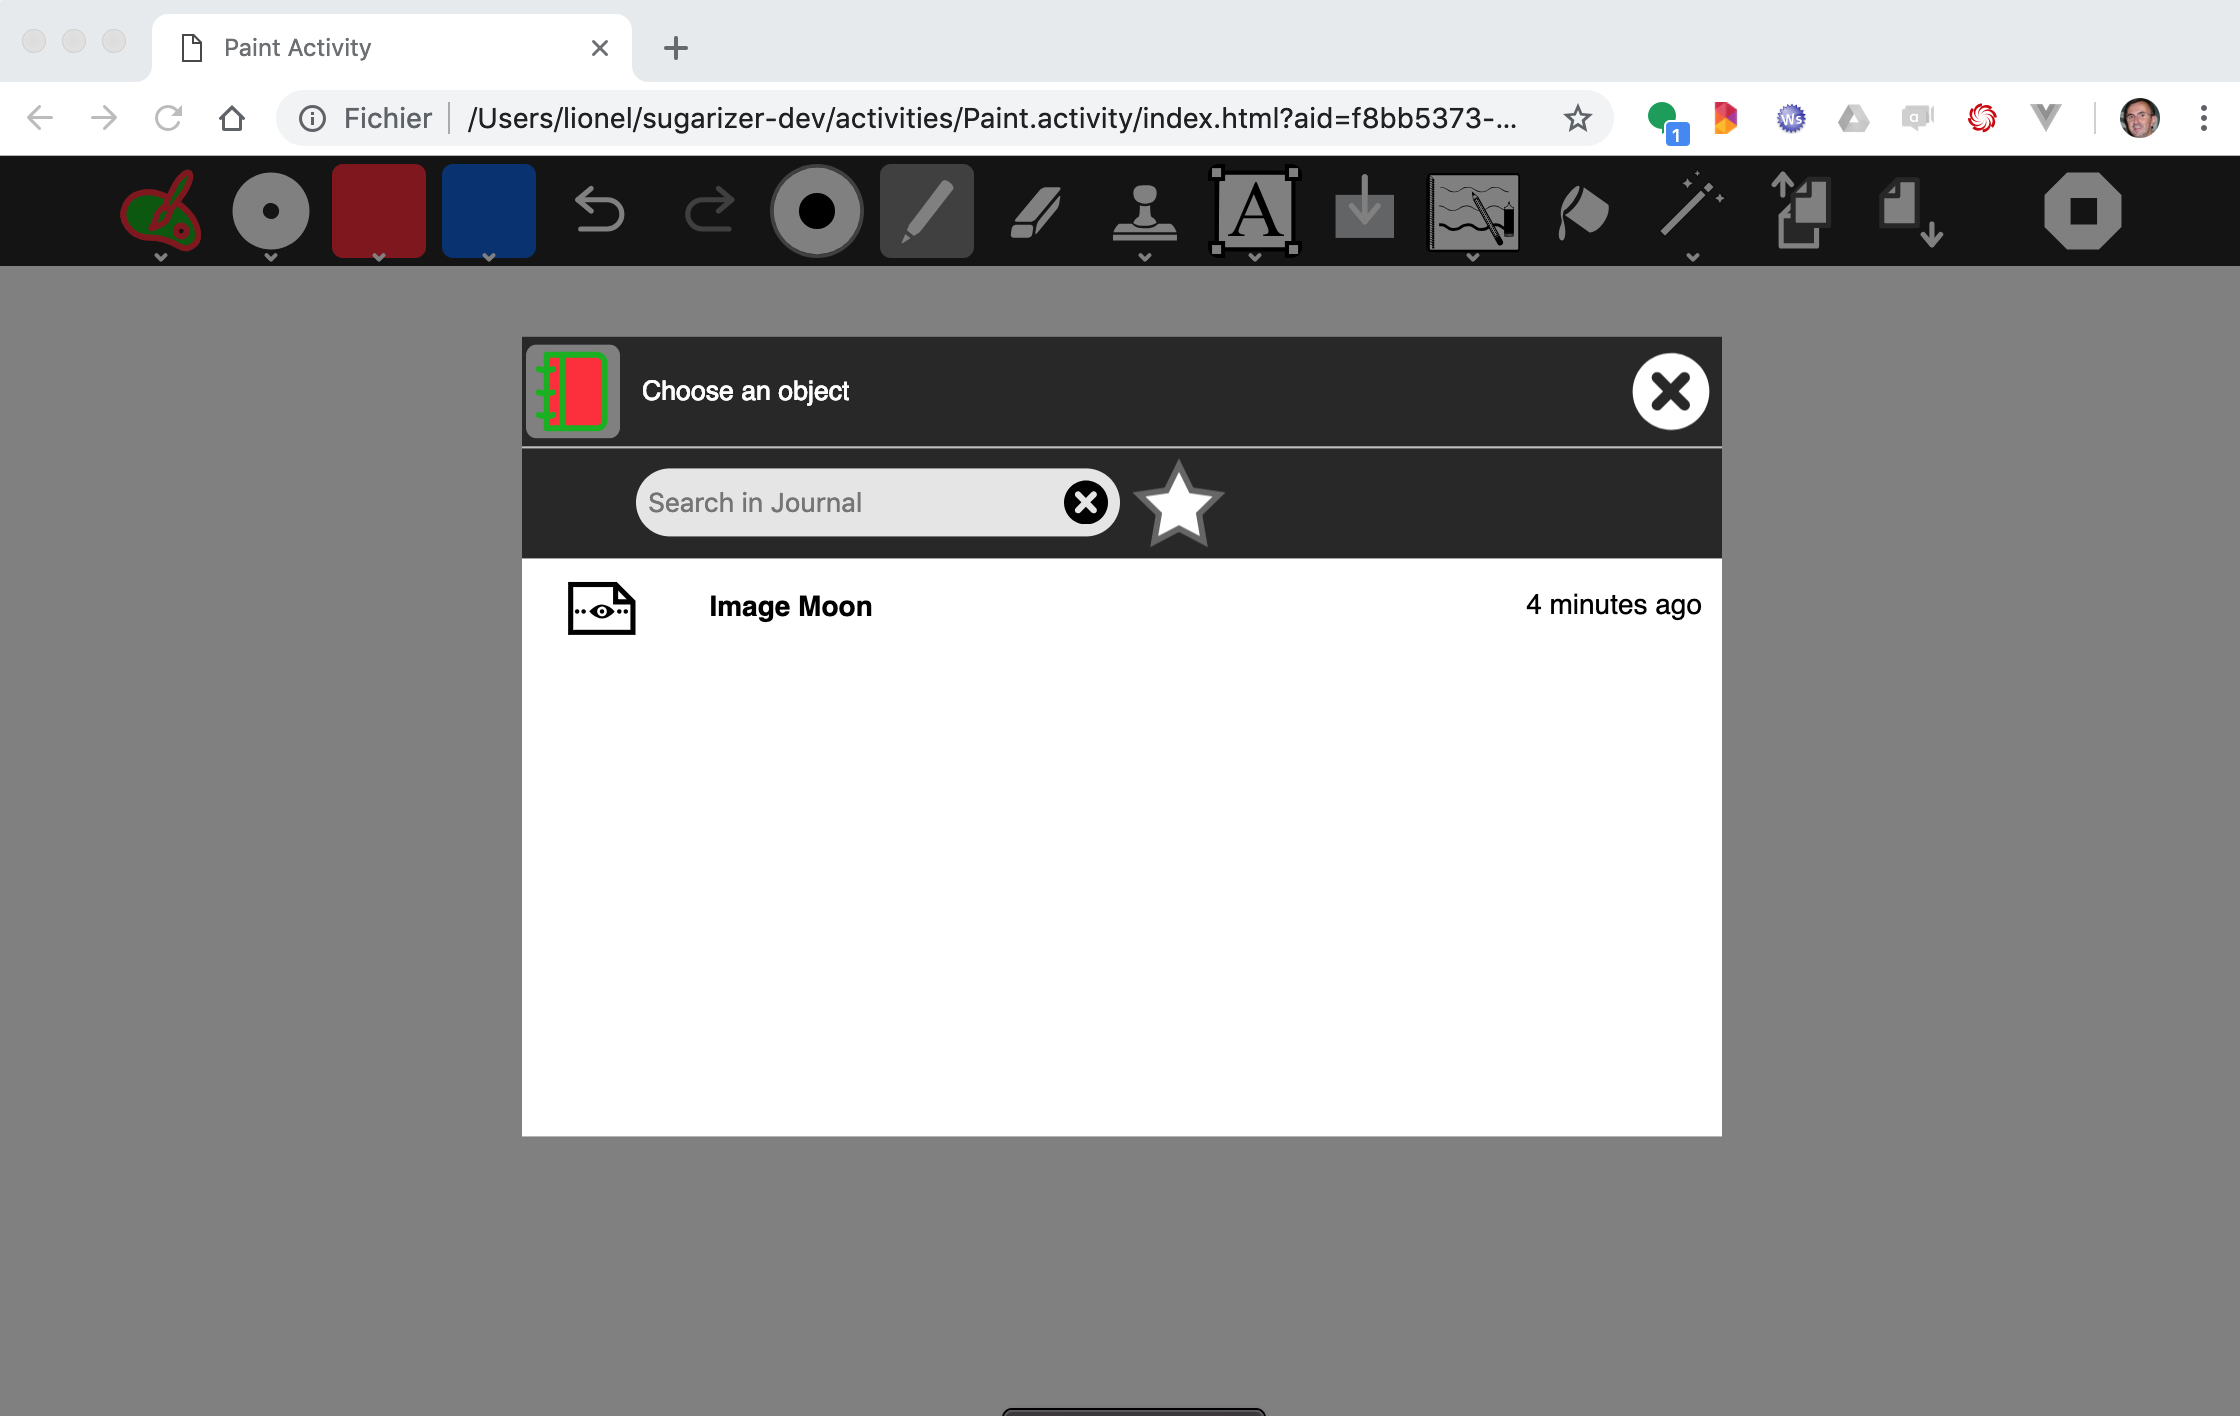 Paint Activity
Fichier /Users/lionel/sugarizer-dev/activities/Paint.activity/index.html?aid=f8bb5373-...
1
Ws
a
A
Choose an object
Search in Journal
Image Moon 4 minutes ago